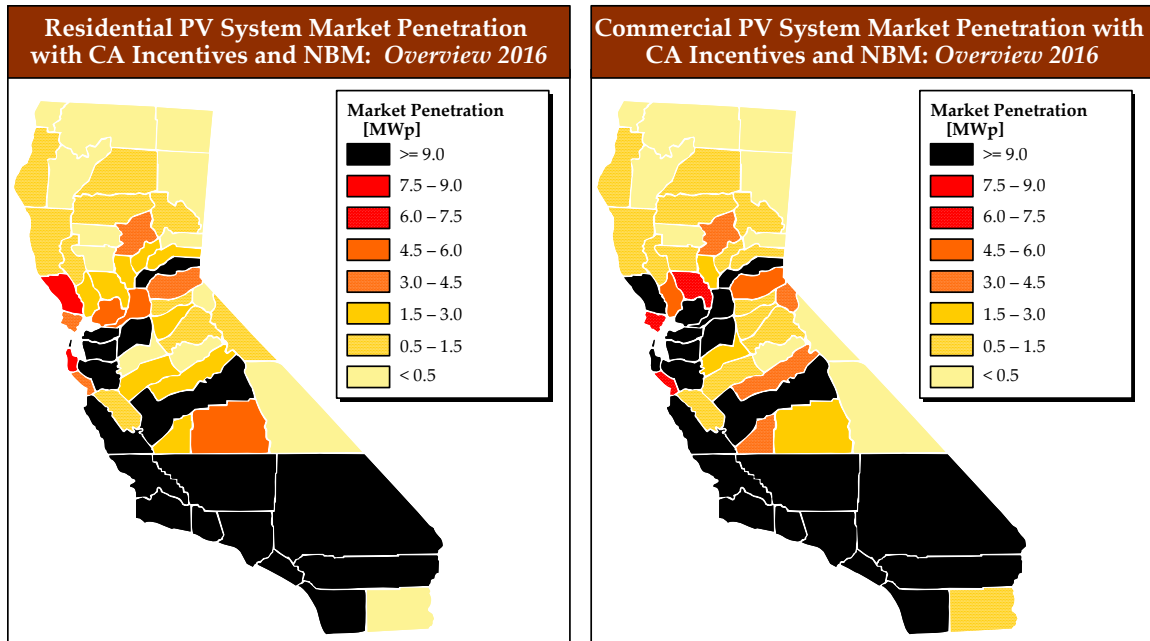 Residential PV System Market Penetration
with CA Incentives and NBM: Overview 2016
Market Penetration
[MWp]
>= 9.0
7.5 – 9.0
6.0 – 7.5
4.5 – 6.0
3.0 – 4.5
1.5 – 3.0
0.5 – 1.5
< 0.5
Commercial PV System Market Penetration with
CA Incentives and NBM: Overview 2016
Market Penetration
[MWp]
>= 9.0
7.5 – 9.0
6.0 – 7.5
4.5 – 6.0
3.0 – 4.5
1.5 – 3.0
0.5 – 1.5
< 0.5